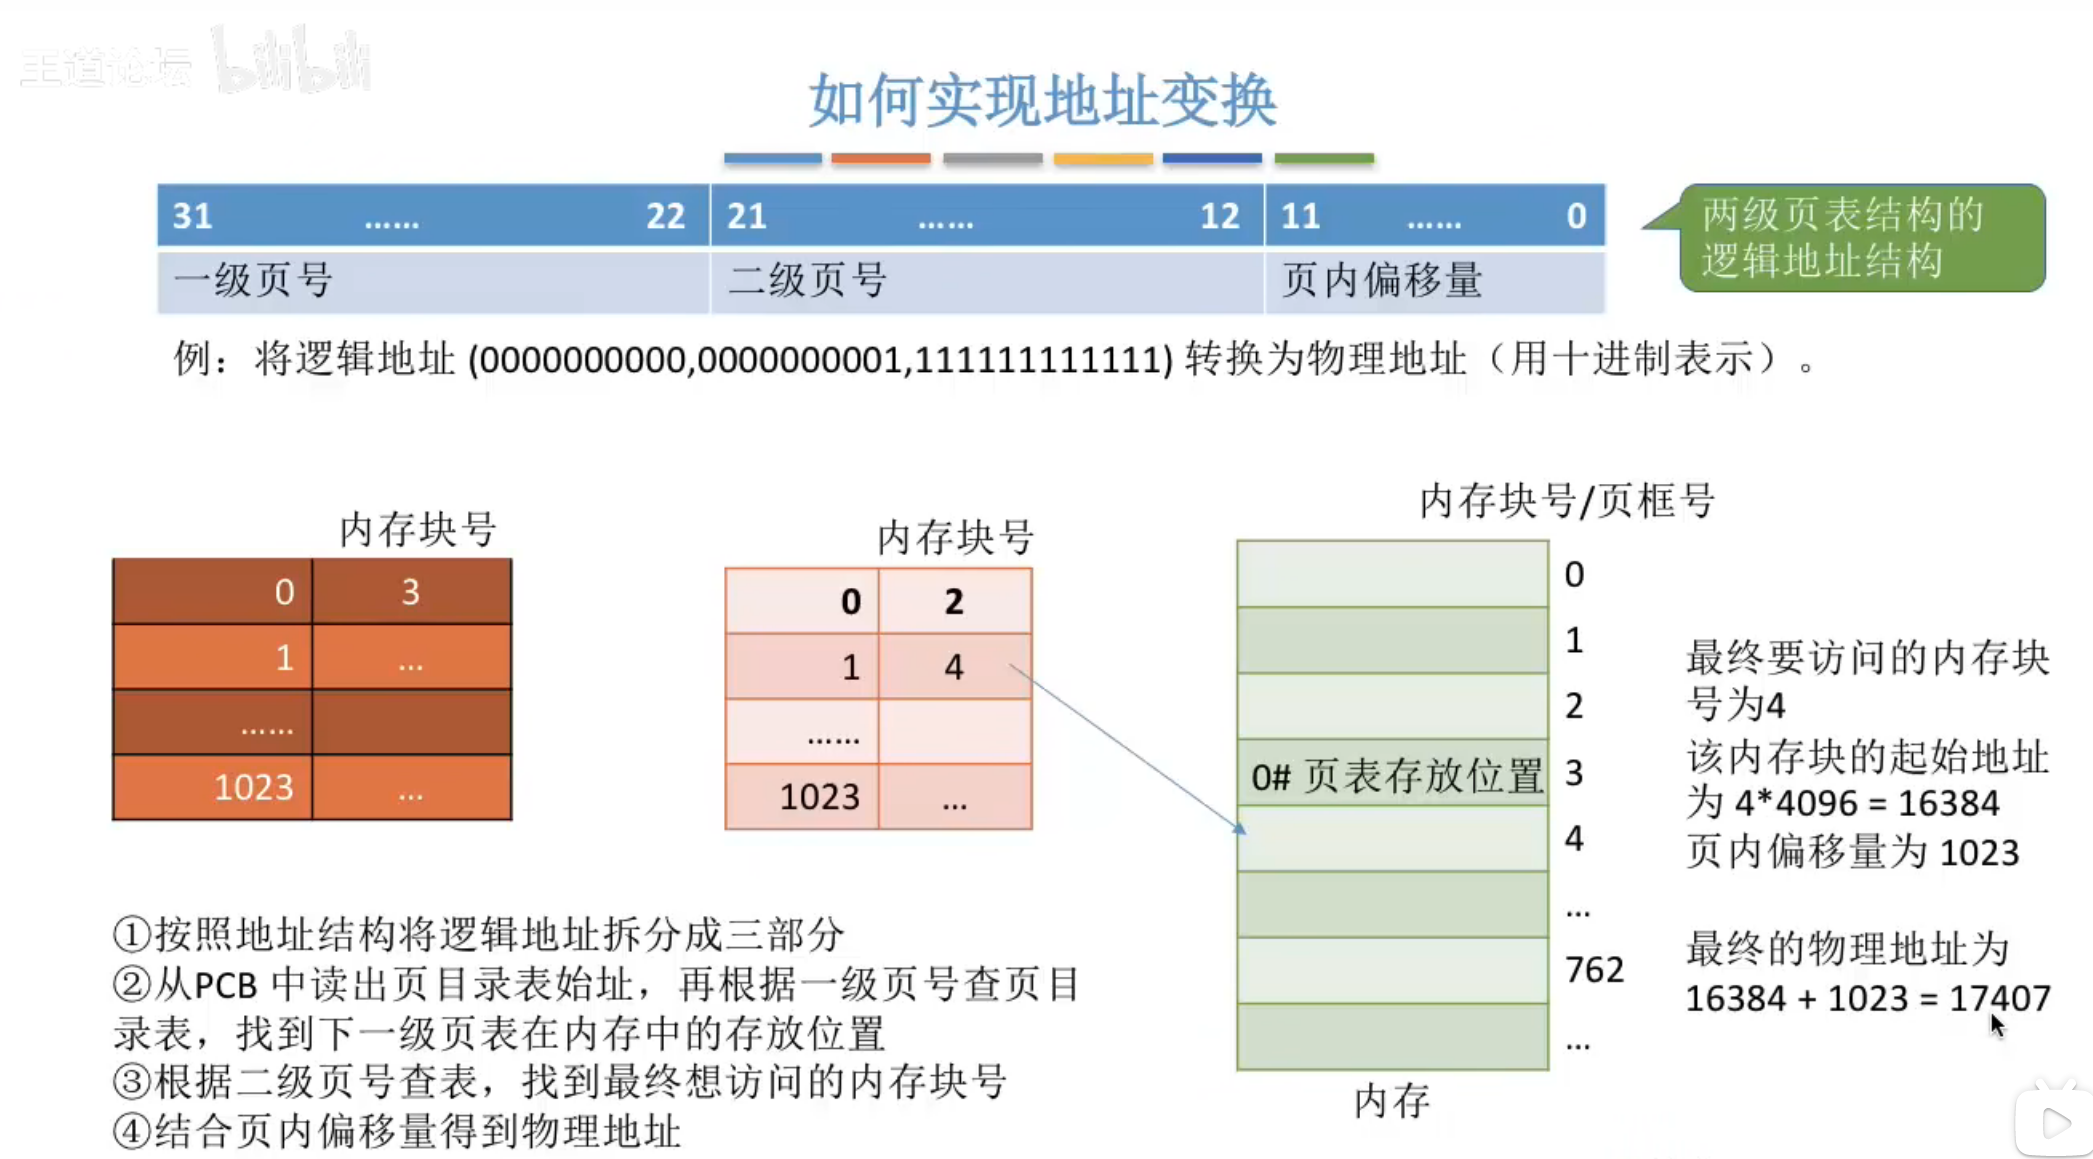 王道论坛 bilibili
如何实现地址变换
31 …… 22 21 …… 12 11 …… 0
一级页号 二级页号 页内偏移量
两级页表结构的
逻辑地址结构
例：将逻辑地址 (0000000000,0000000001,111111111111) 转换为物理地址（用十进制表示）。
内存块号
0 3
1 …
……
1023 …
内存块号
0 2
1 4
……
1023 …
内存块号/页框号
0
1
2
0# 页表存放位置 3
4
…
762
…
内存
最终要访问的内存块
号为4
该内存块的起始地址
为 4*4096 = 16384
页内偏移量为 1023
最终的物理地址为
16384 + 1023 = 17407
①按照地址结构将逻辑地址拆分成三部分
②从PCB 中读出页目录表始址，再根据一级页号查页目
录表，找到下一级页表在内存中的存放位置
③根据二级页号查表，找到最终想访问的内存块号
④结合页内偏移量得到物理地址